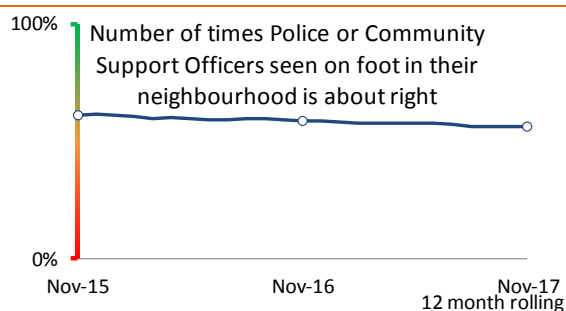 100%
Number of times Police or Community
Support Officers seen on foot in their
neighbourhood is about right
0%
Nov-15
Nov-16
Nov-17
12 month rolling